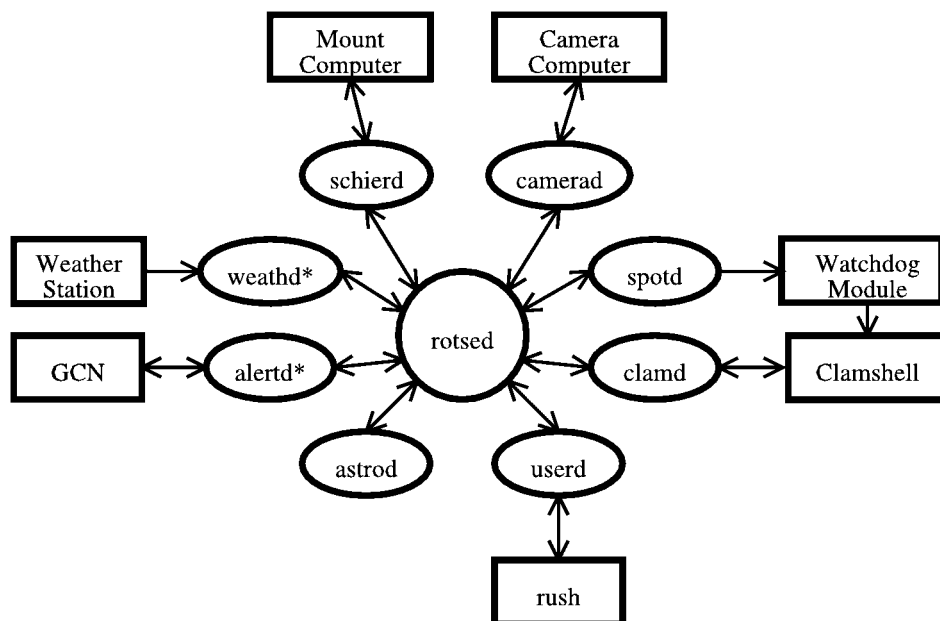 Mount
Computer
Camera
Computer
schierd
camerad
Weather
Station
weathd*
spotd
Watchdog
Module
rotsed
GCN
alertd*
clamd
Clamshell
astrod
userd
rush